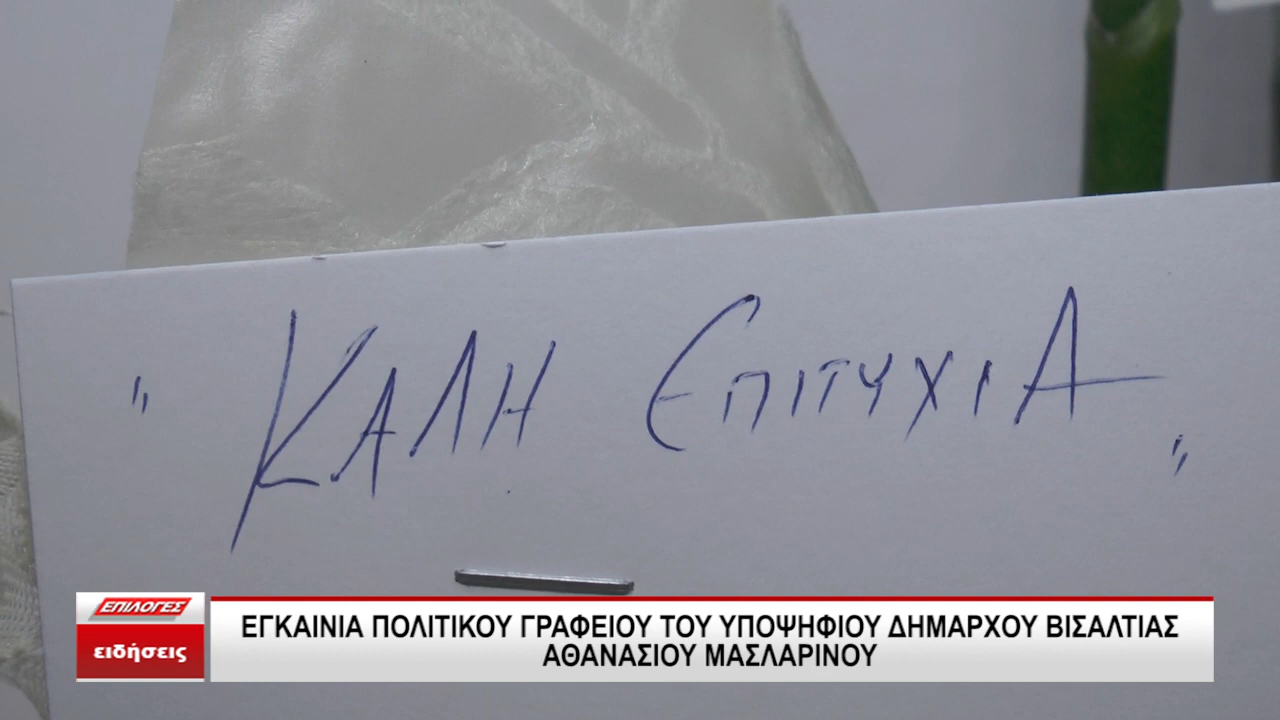 " ΚΑΛΗ ΕΠΙΤΥΧΙΑ "
ΕΠΙΛΟΓΕΣ
ειδήσεις
ΕΓΚΑΙΝΙΑ ΠΟΛΙΤΙΚΟΥ ΓΡΑΦΕΙΟΥ ΤΟΥ ΥΠΟΨΗΦΙΟΥ ΔΗΜΑΡΧΟΥ ΒΙΣΑΛΤΙΑΣ
ΑΘΑΝΑΣΙΟΥ ΜΑΣΛΑΡΙΝΟΥ